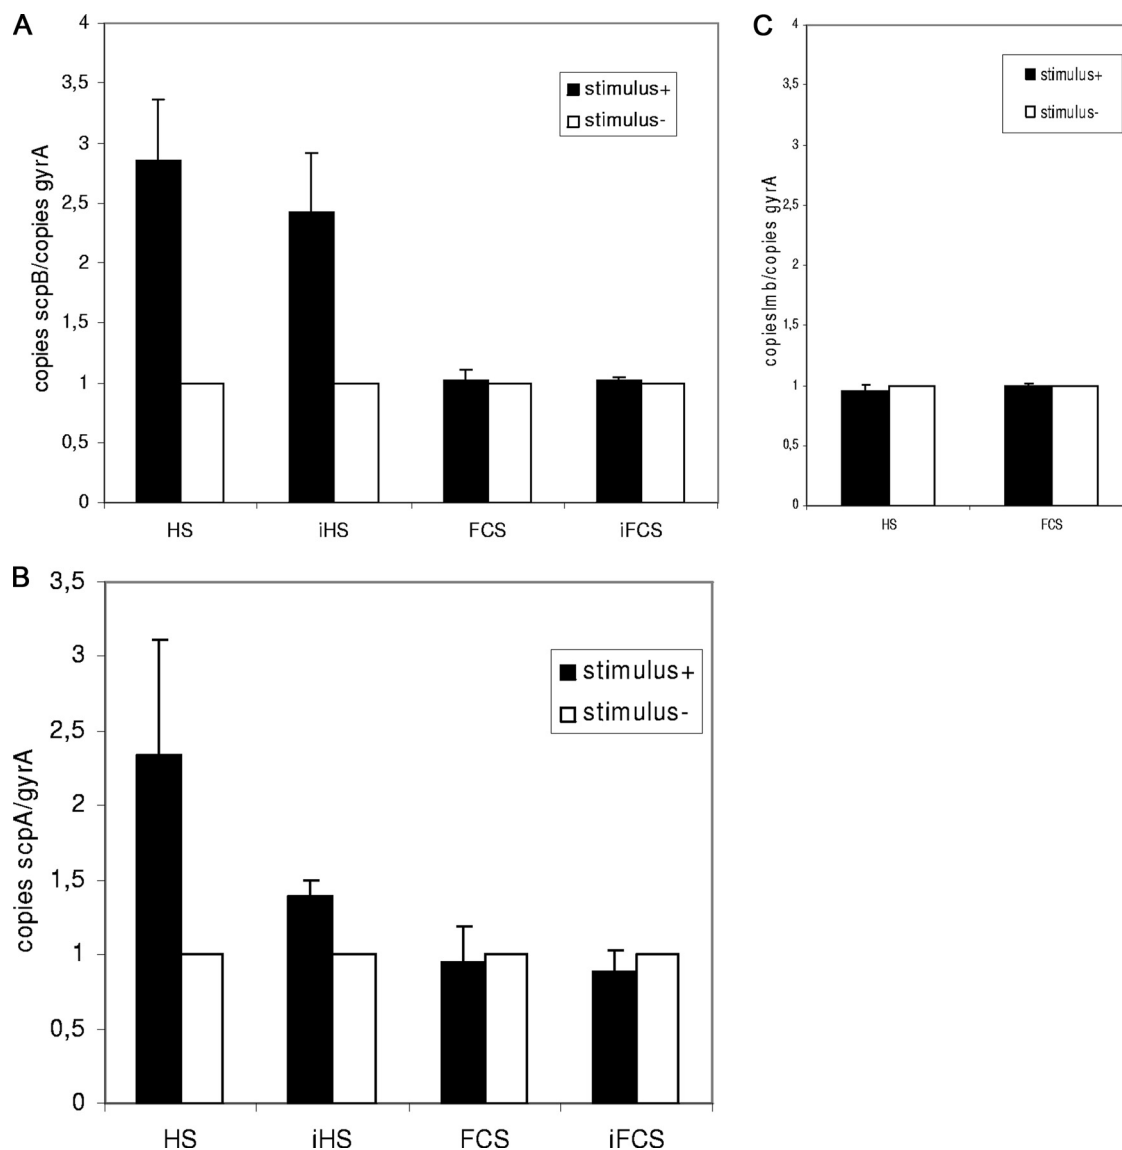 A
copies scpB/copies gyrA
4
3,5
3
2,5
2
1,5
1
0,5
0
stimulus+
stimulus-
HS iHS FCS iFCS
C
copieslmb/copies gyrA
4
3,5
3
2,5
2
1,5
1
0,5
0
stimulus+
stimulus-
HS FCS
B
copies scpA/gyrA
3,5
3
2,5
2
1,5
1
0,5
0
stimulus+
stimulus-
HS iHS FCS iFCS